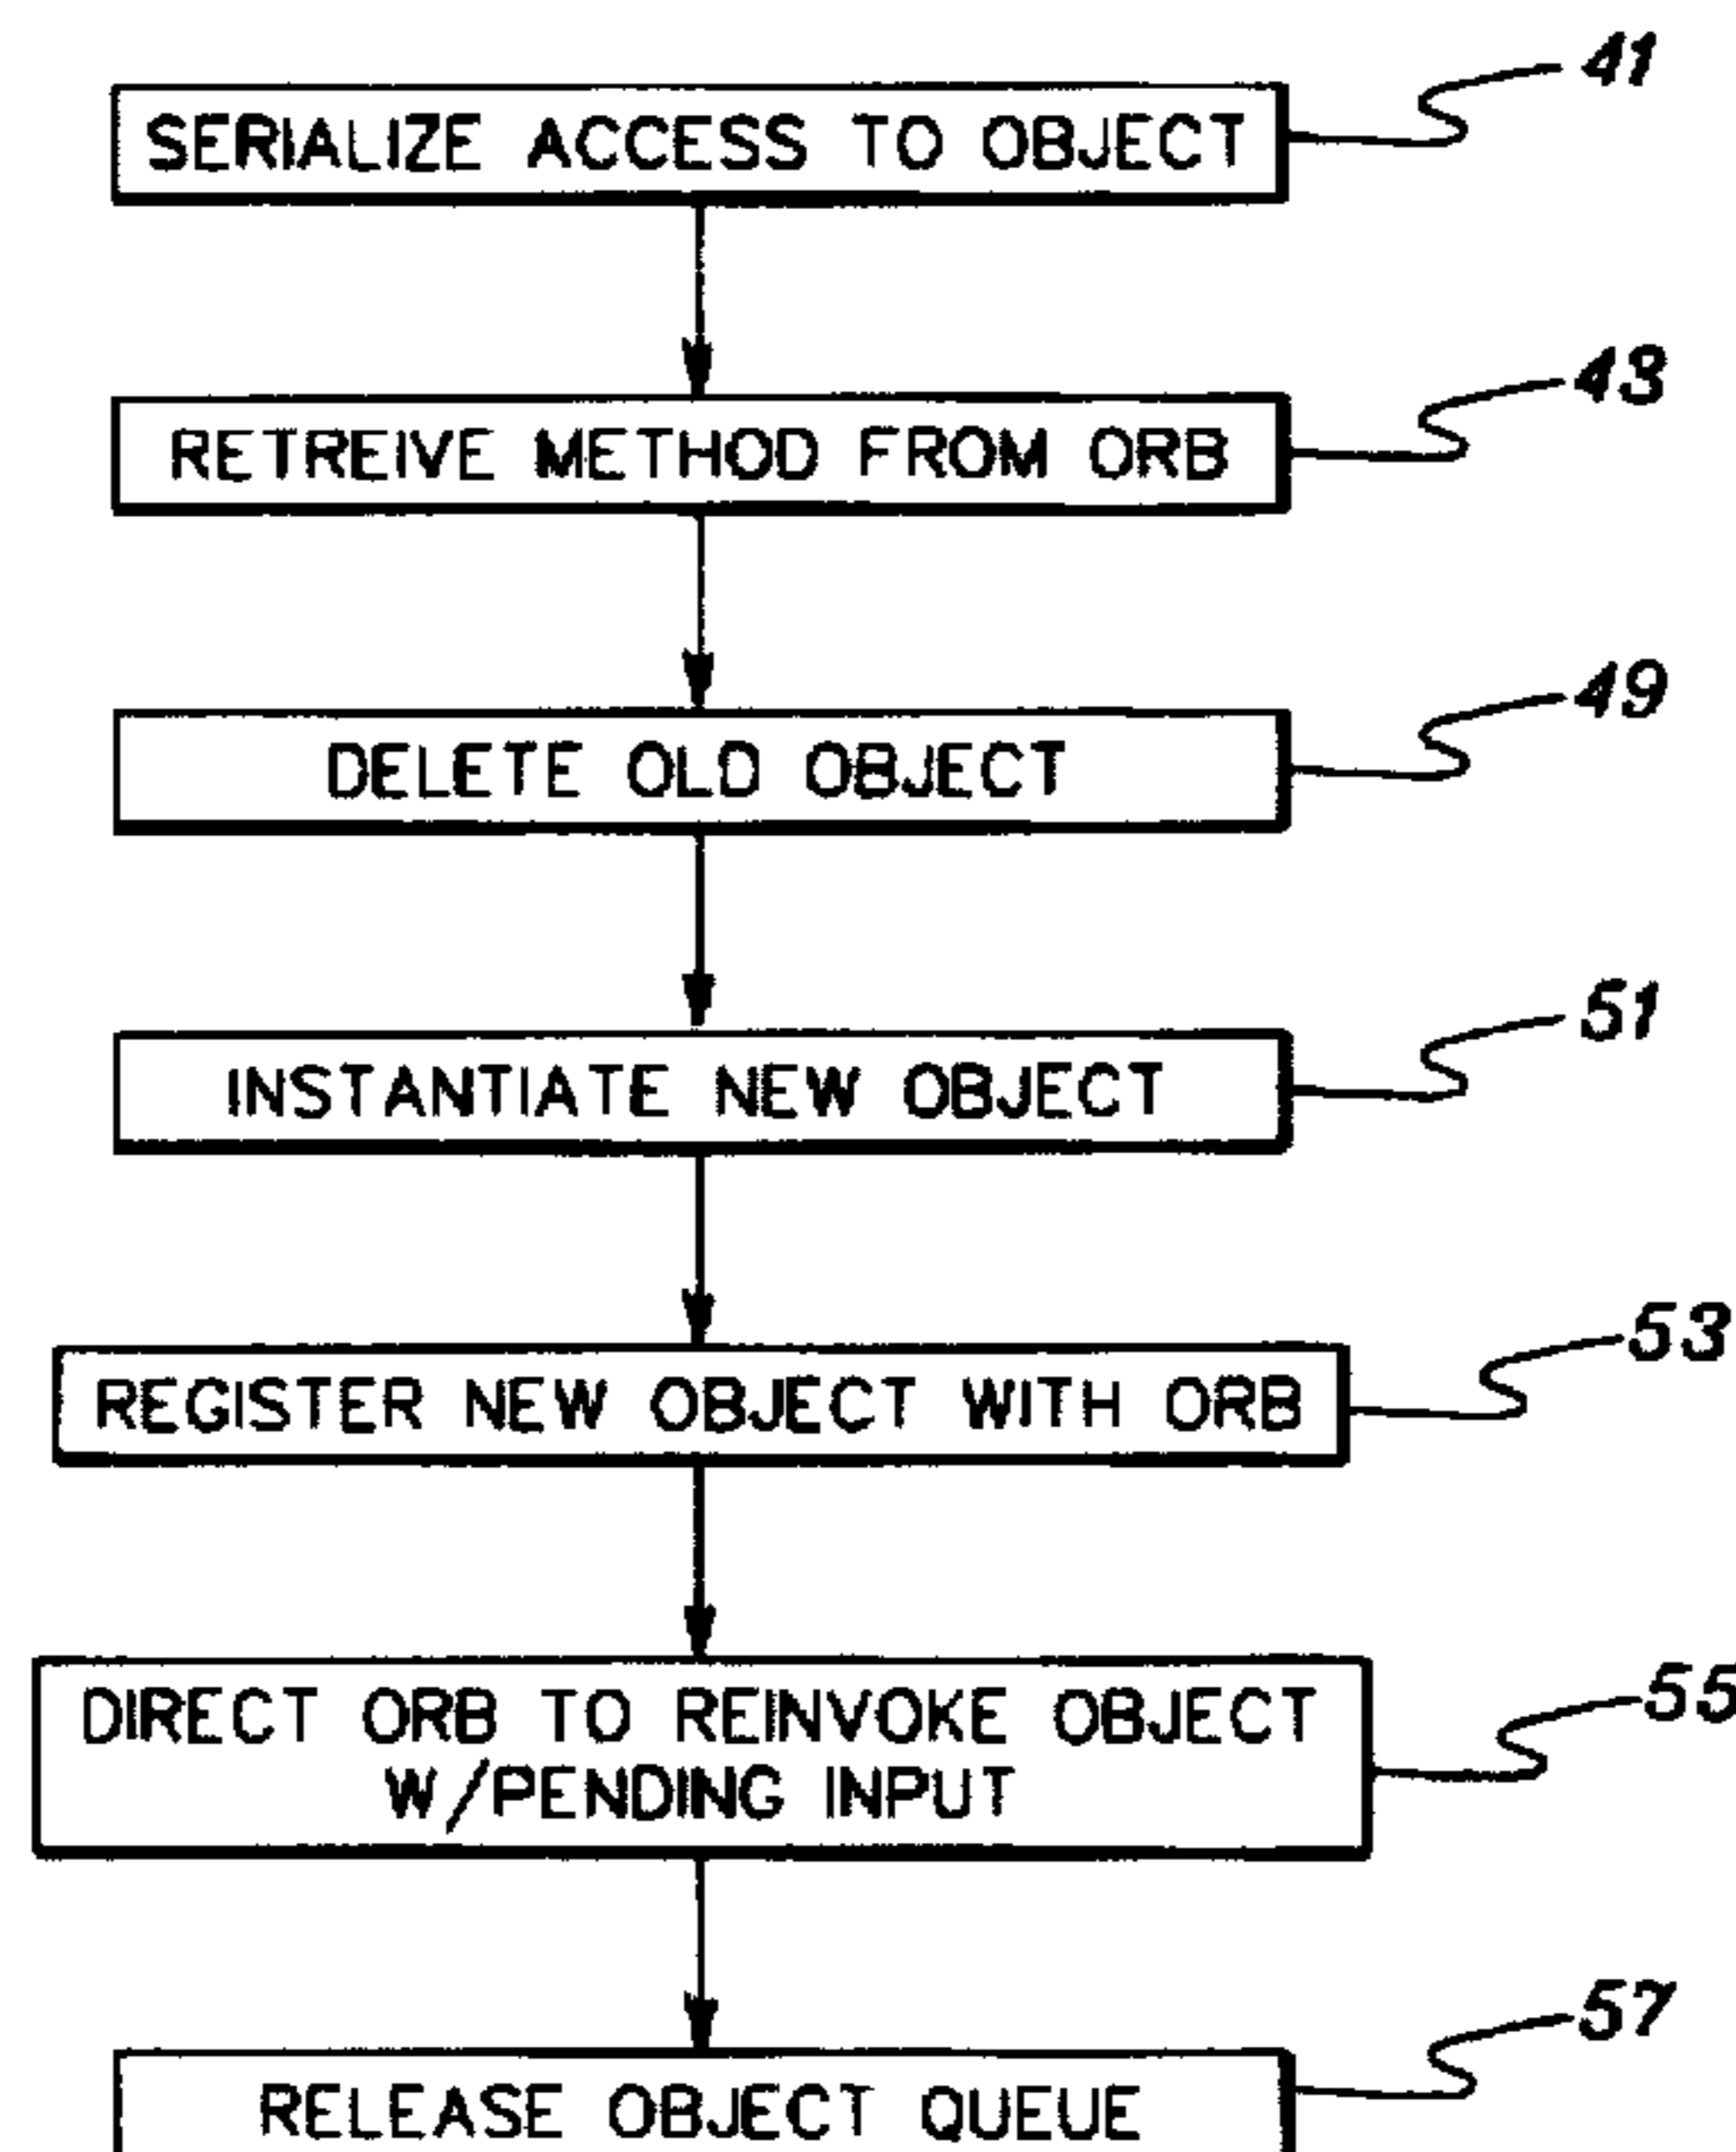 SERIALIZE ACCESS TO OBJECT
41
RETREIVE METHOD FROM ORB
43
DELETE OLD OBJECT
49
INSTANTIATE NEW OBJECT
51
REGISTER NEW OBJECT WITH ORB
53
DIRECT ORB TO REINVOKE OBJECT
W/PENDING INPUT
55
RELEASE OBJECT QUEUE
57